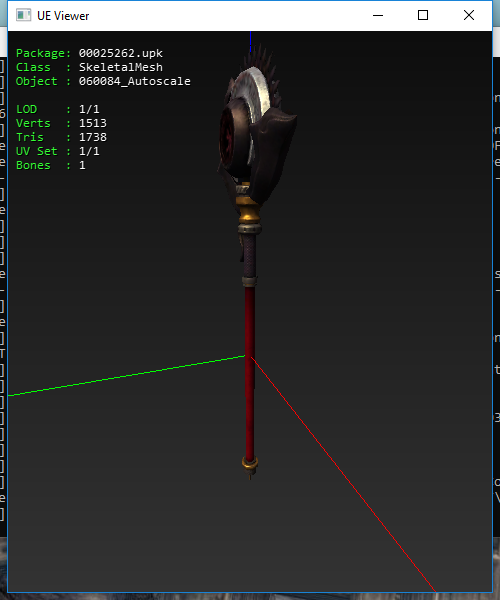 UE Viewer
Package: 00025262.upk
Class : SkeletalMesh
Object : 060084_Autoscale
LOD : 1/1
Verts : 1513
Tris : 1738
UV Set : 1/1
Bones : 1